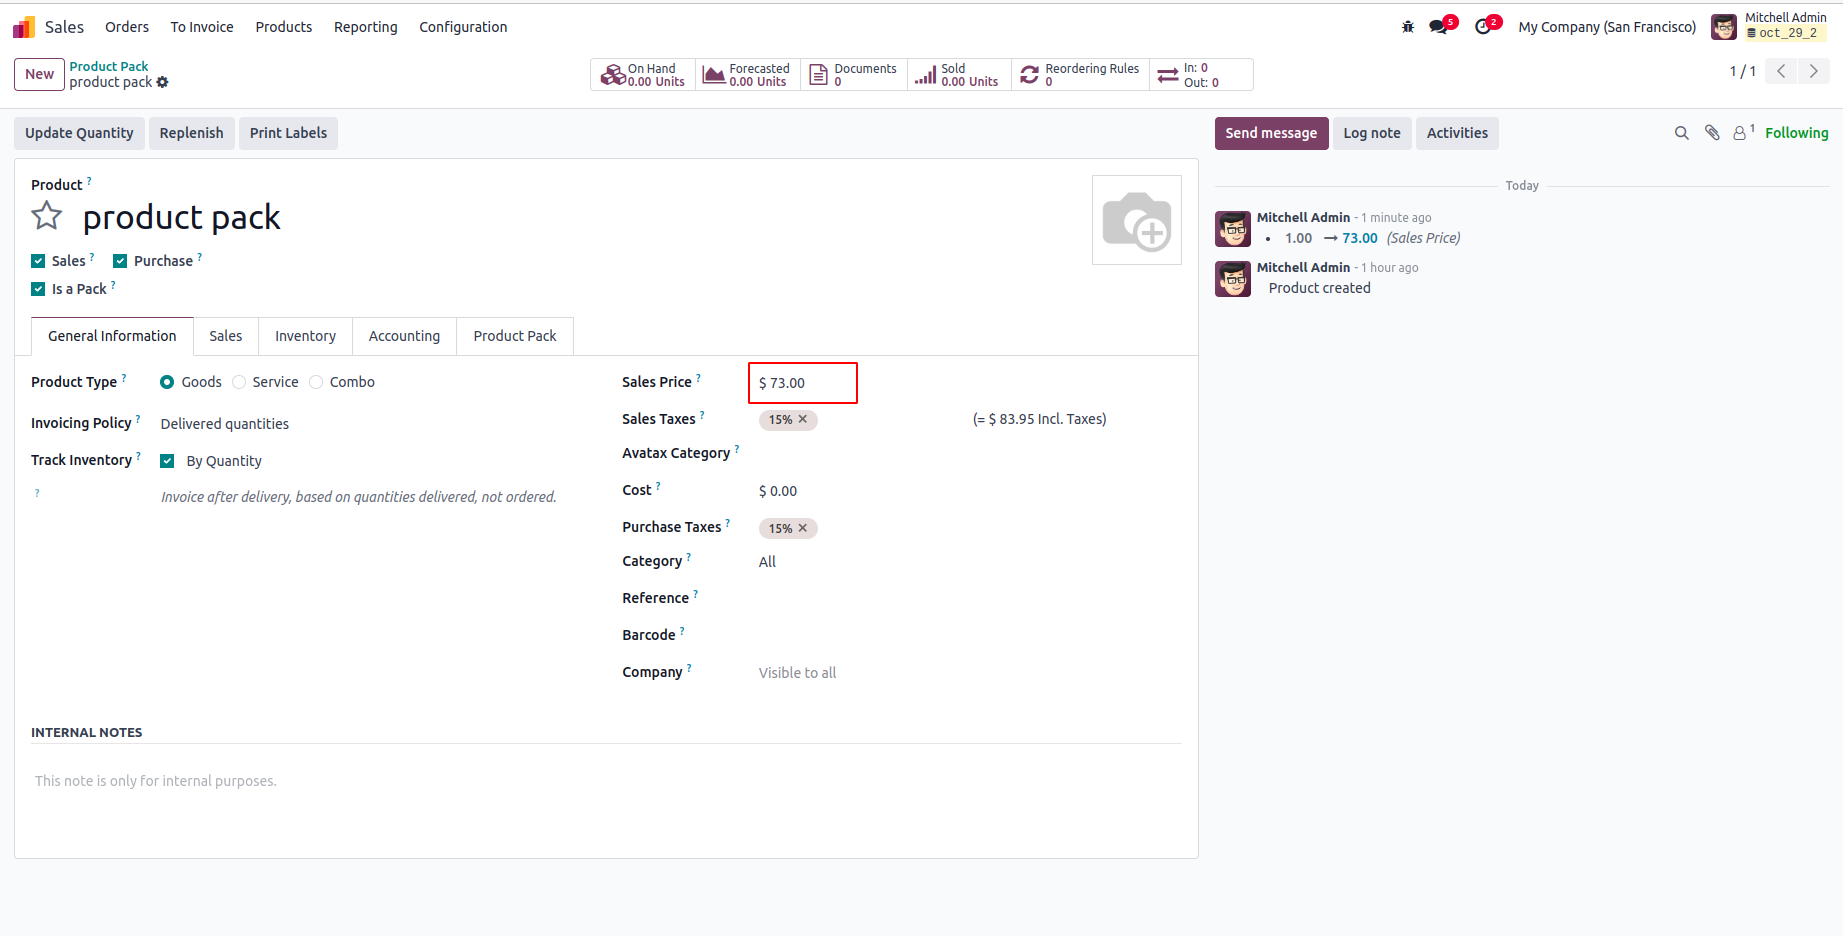 Sales Orders To Invoice Products Reporting Configuration 5 2 My Company (San Francisco) Mitchell Admin
oct_29_2
New Product Pack
product pack
On Hand
0.00 Units
Forecasted
0.00 Units
Documents
0
Sold
0.00 Units
Reordering Rules
0
In: 0
Out: 0
1 / 1
Update Quantity Replenish Print Labels
Send message Log note Activities 1 Following
Product ?
product pack
Sales ? Purchase ?
Is a Pack ?
General Information Sales Inventory Accounting Product Pack
Product Type ? Goods Service Combo
Invoicing Policy ? Delivered quantities
Track Inventory ? By Quantity
? Invoice after delivery, based on quantities delivered, not ordered.
Sales Price ? $ 73.00
Sales Taxes ? 15% × (= $ 83.95 Incl. Taxes)
Avatax Category ?
Cost ? $ 0.00
Purchase Taxes ? 15% ×
Category ? All
Reference ?
Barcode ?
Company ? Visible to all
INTERNAL NOTES
This note is only for internal purposes.
Today
Mitchell Admin - 1 minute ago
• 1.00 → 73.00 (Sales Price)
Mitchell Admin - 1 hour ago
Product created